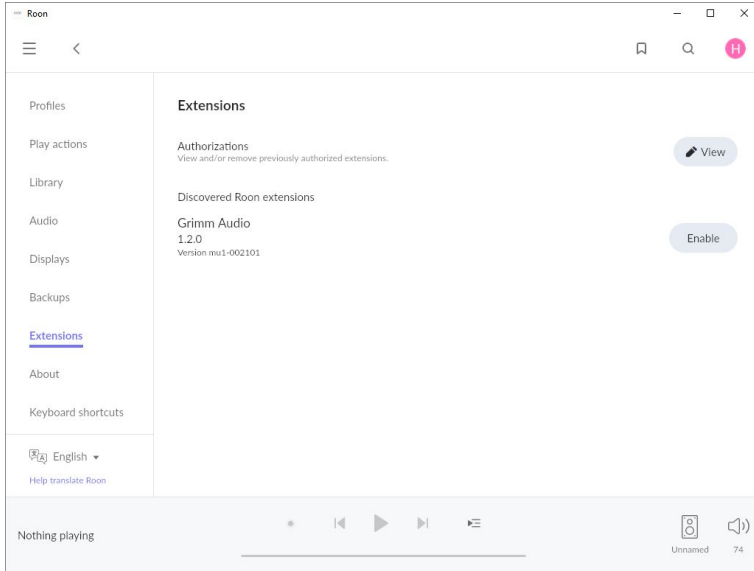 Roon
H
Profiles
Play actions
Library
Audio
Displays
Backups
Extensions
About
Keyboard shortcuts
English
Help translate Roon
Extensions
Authorizations
View and/or remove previously authorized extensions.
View
Discovered Roon extensions
Grimm Audio
1.2.0
Version mu1-002101
Enable
Nothing playing
Unnamed
74